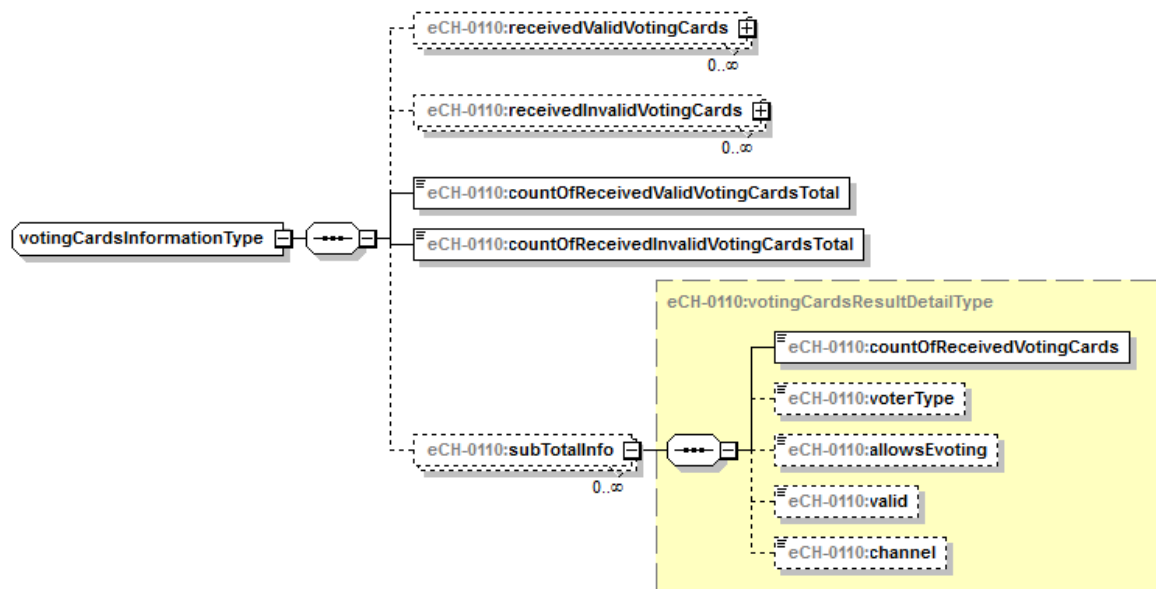 eCH-0110:receivedValidVotingCards
0..∞
eCH-0110:receivedInvalidVotingCards
0..∞
eCH-0110:countOfReceivedValidVotingCardsTotal
votingCardsInformationType
eCH-0110:countOfReceivedInvalidVotingCardsTotal
eCH-0110:votingCardsResultDetailType
eCH-0110:countOfReceivedVotingCards
eCH-0110:voterType
eCH-0110:subTotalInfo
0..∞
eCH-0110:allowsEvoting
eCH-0110:valid
eCH-0110:channel